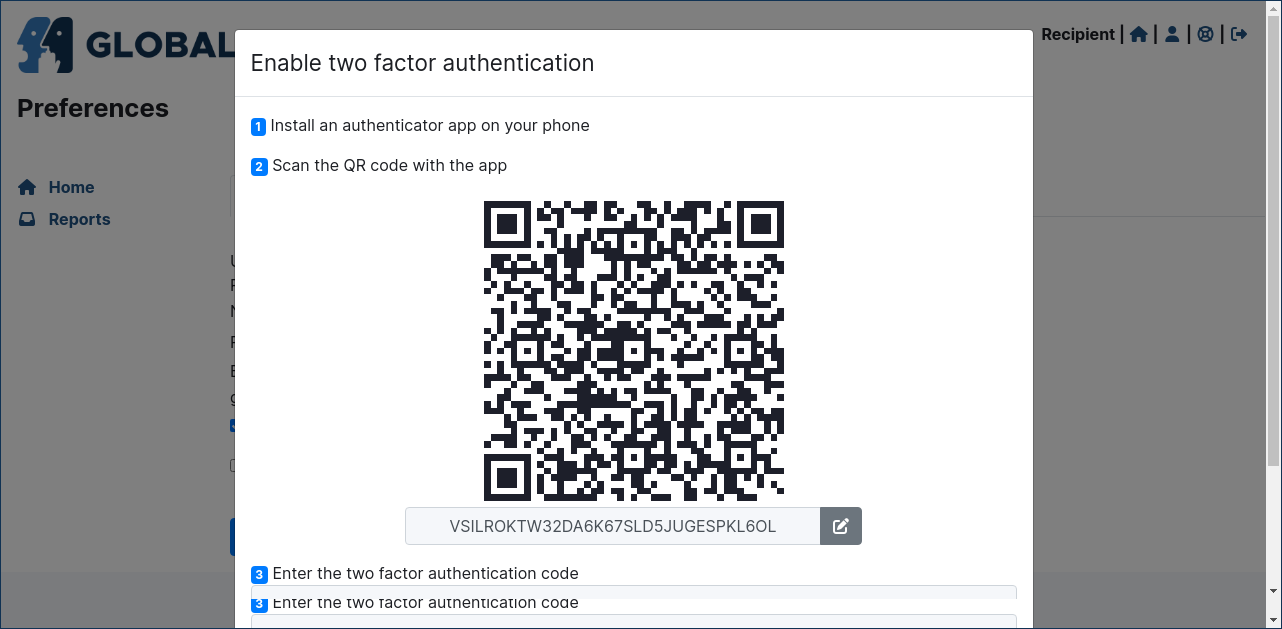 GLOBAL
Recipient | | | |
Preferences
Home
Reports
Enable two factor authentication
1 Install an authenticator app on your phone
2 Scan the QR code with the app
VSILROKTW32DA6K67SLD5JUGESPKL6OL
3 Enter the two factor authentication code
3 Enter the two factor authentication code